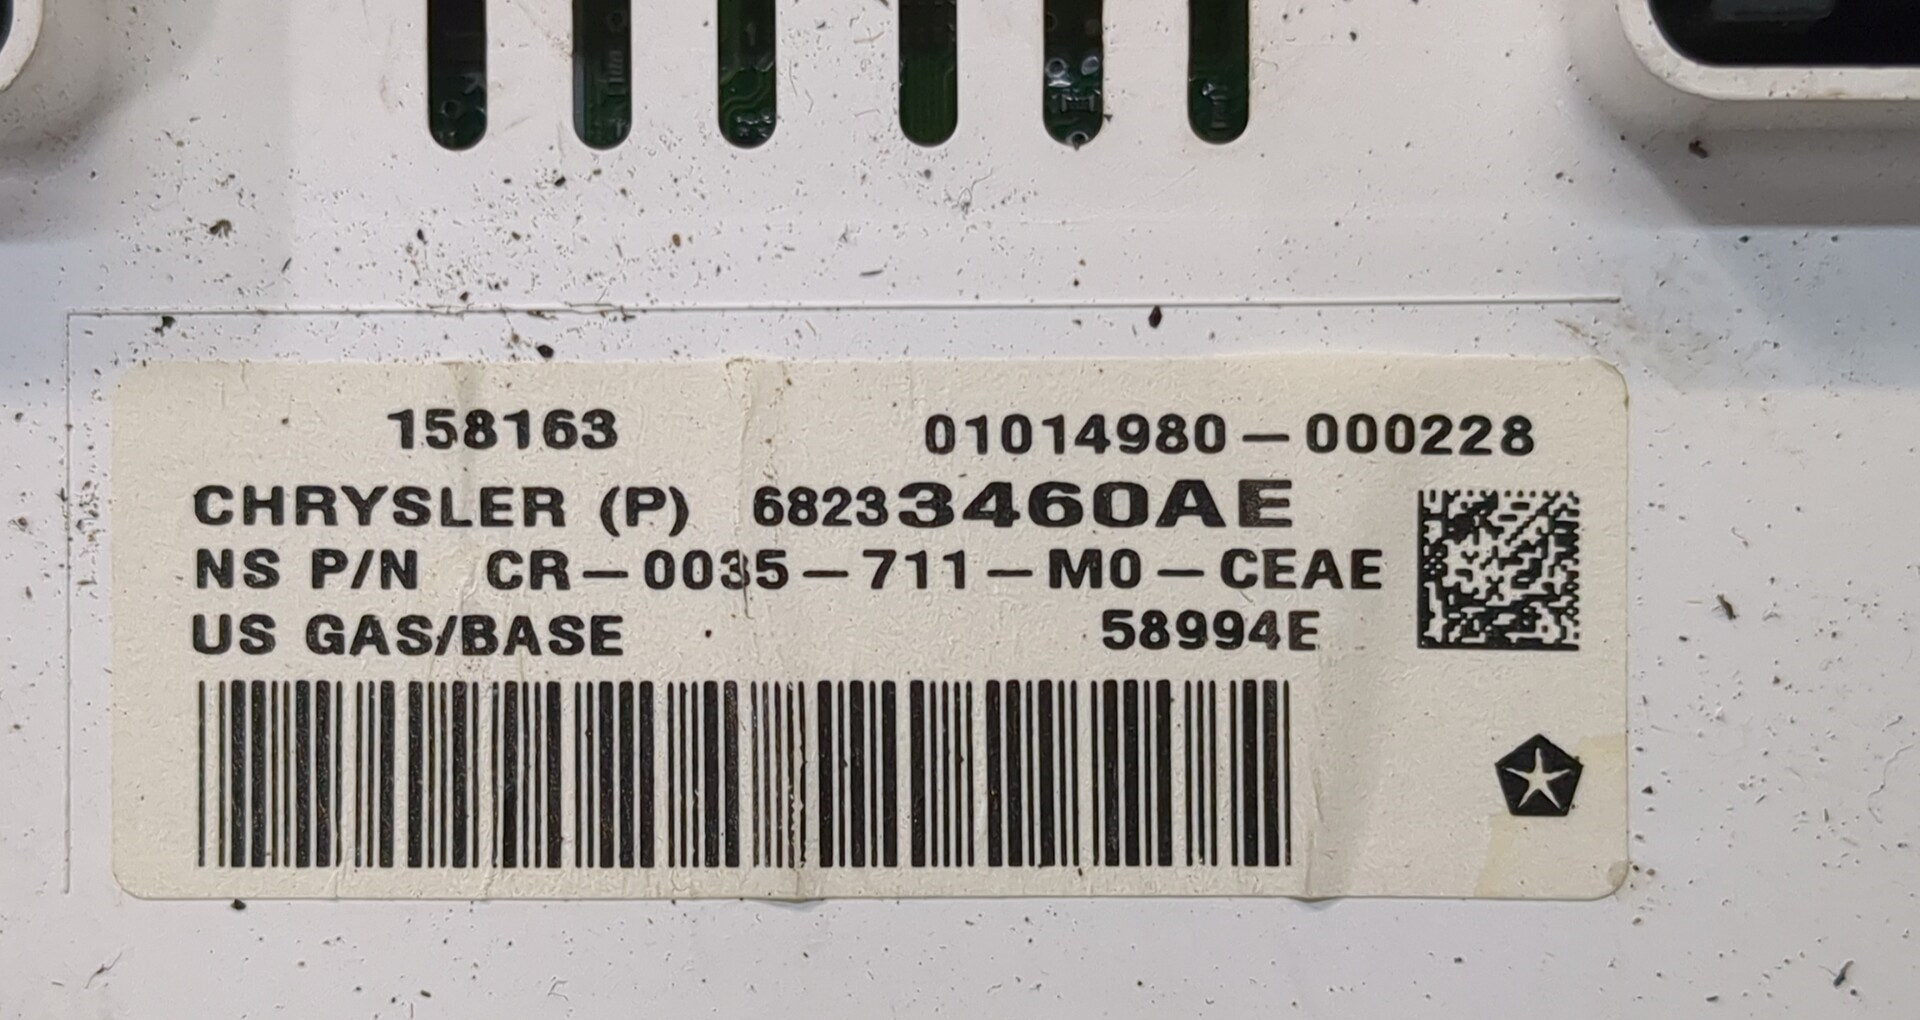 158163 01014980-000228
CHRYSLER (P) 68233460AE
NS P/N CR-0035-711-M0-CEAE
US GAS/BASE 58994E